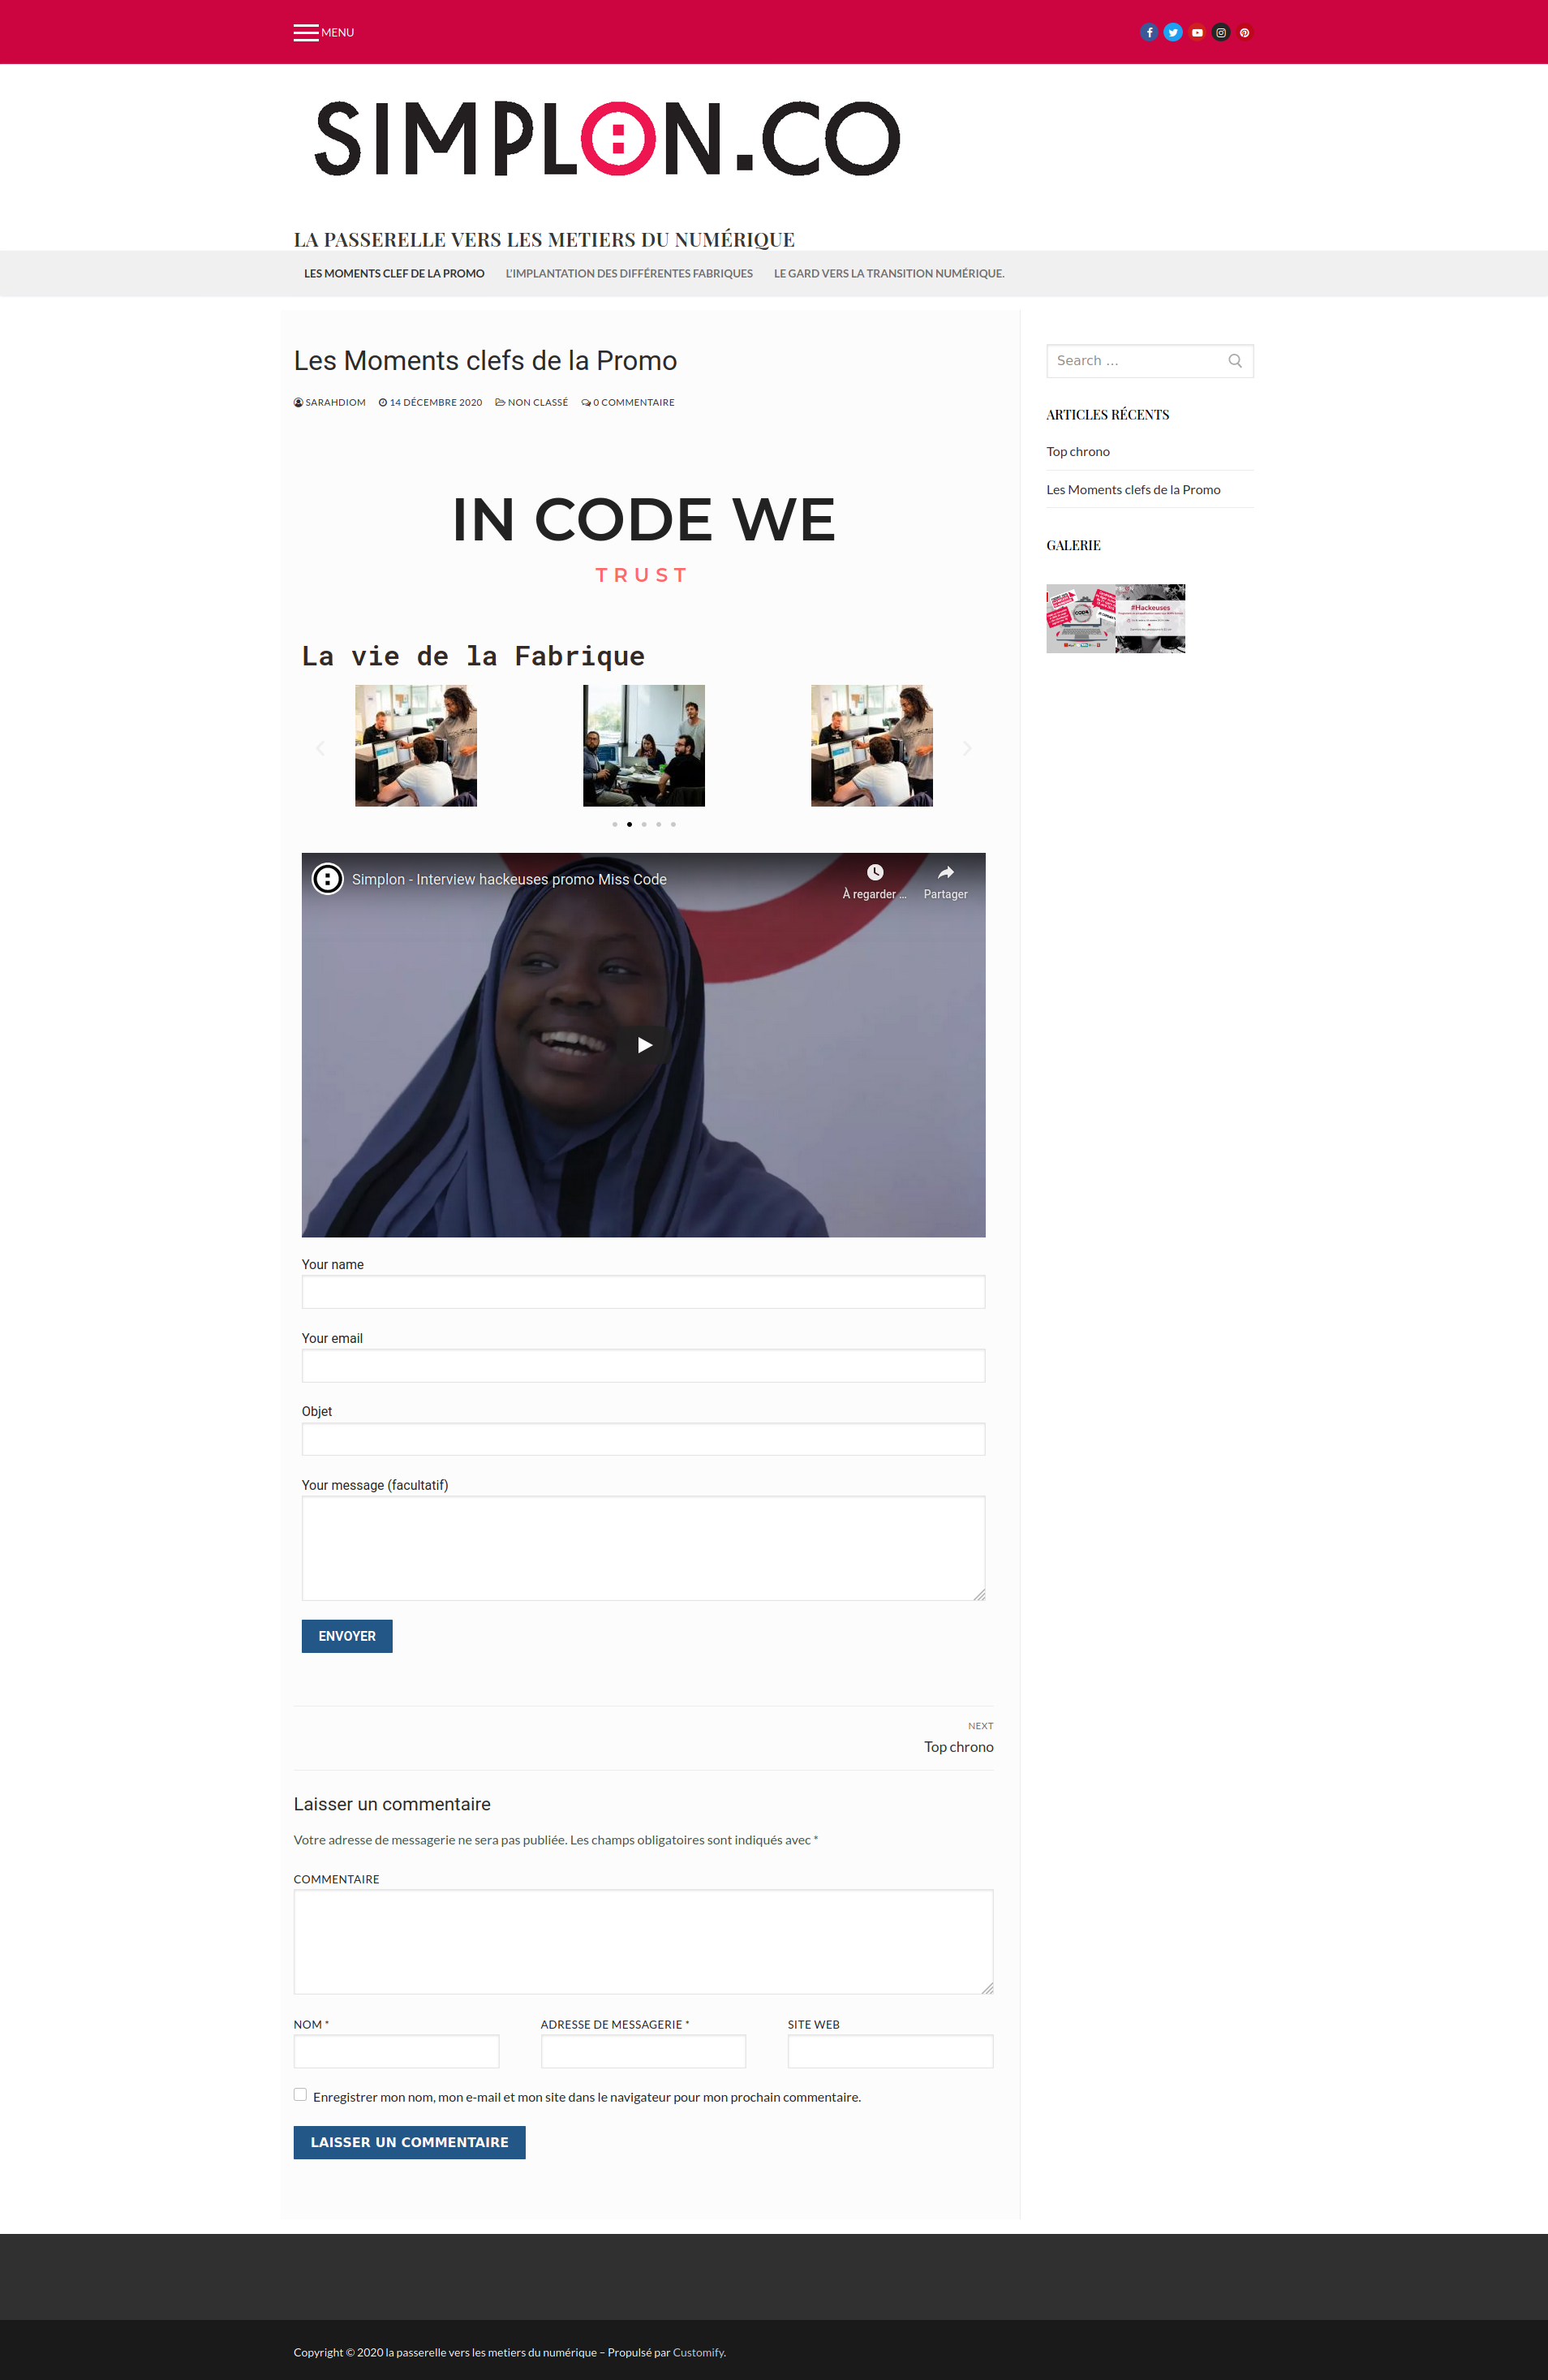 MENU
SIMPLON.CO
LA PASSERELLE VERS LES METIERS DU NUMÉRIQUE
LES MOMENTS CLEF DE LA PROMO L'IMPLANTATION DES DIFFÉRENTES FABRIQUES LE GARD VERS LA TRANSITION NUMÉRIQUE.
Les Moments clefs de la Promo
SARAHDIOM 14 DÉCEMBRE 2020 NON CLASSÉ 0 COMMENTAIRE
IN CODE WE
TRUST
La vie de la Fabrique
Simplon - Interview hackeuses promo Miss Code
À regarder ... Partager
Your name
Your email
Objet
Your message (facultatif)
ENVOYER
NEXT
Top chrono
Laisser un commentaire
Votre adresse de messagerie ne sera pas publiée. Les champs obligatoires sont indiqués avec *
COMMENTAIRE
NOM * ADRESSE DE MESSAGERIE * SITE WEB
Enregistrer mon nom, mon e-mail et mon site dans le navigateur pour mon prochain commentaire.
LAISSER UN COMMENTAIRE
Search ...
ARTICLES RÉCENTS
Top chrono
Les Moments clefs de la Promo
GALERIE
CODE
#Hackeuses
Copyright © 2020 la passerelle vers les metiers du numérique – Propulsé par Customify.